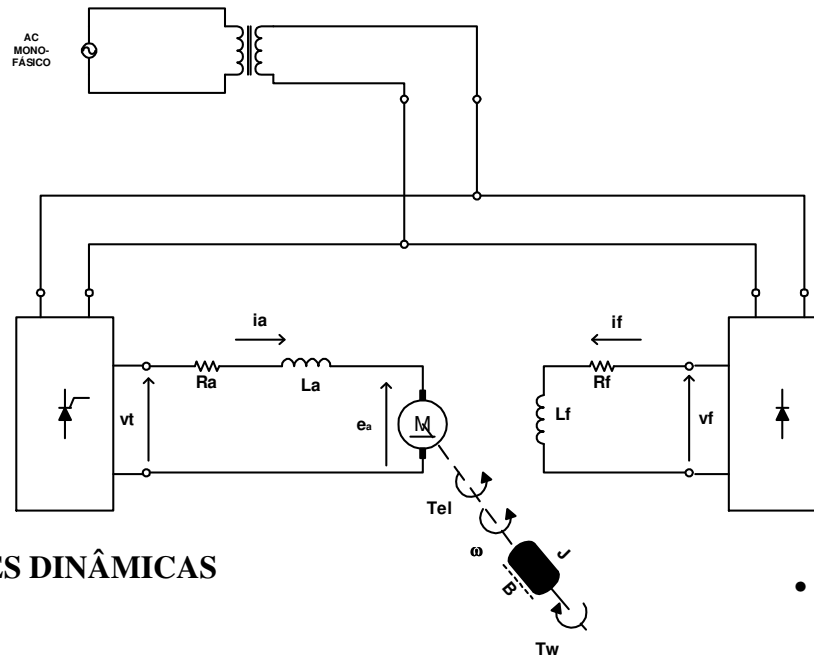 AC
MONO-
FÁSICO
ia
if
Ra
La
Rf
Lf
vt
ea
M
vf
Tel
ω
J
B
Tw
ES DINÂMICAS
•